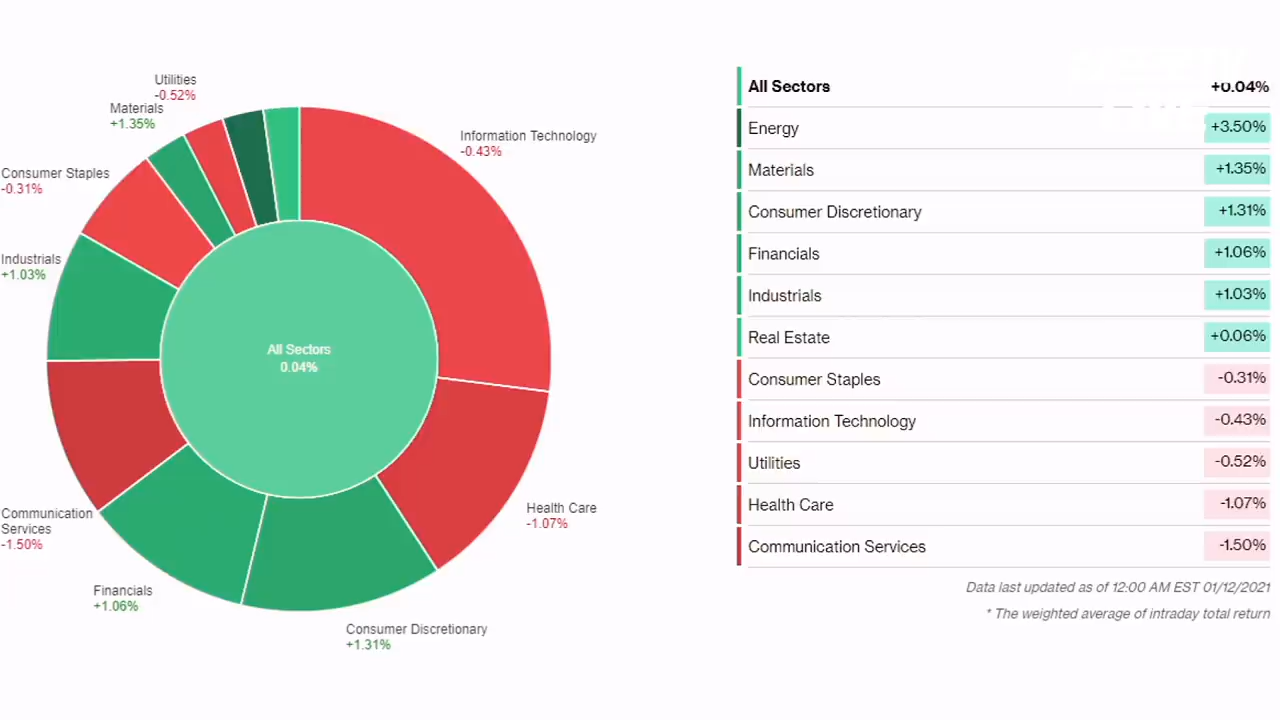 Utilities
-0.52%
Materials
+1.35%
Information Technology
-0.43%
Consumer Staples
-0.31%
Industrials
+1.03%
All Sectors
0.04%
Health Care
-1.07%
Communication
Services
-1.50%
Financials
+1.06%
Consumer Discretionary
+1.31%
All Sectors +0.04%
Energy +3.50%
Materials +1.35%
Consumer Discretionary +1.31%
Financials +1.06%
Industrials +1.03%
Real Estate +0.06%
Consumer Staples -0.31%
Information Technology -0.43%
Utilities -0.52%
Health Care -1.07%
Communication Services -1.50%
Data last updated as of 12:00 AM EST 01/12/2021
* The weighted average of intraday total return